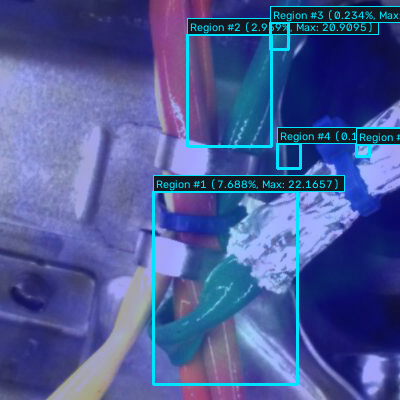 Region #3 (0.234%, Max:
Region #2 (2.9 9%, Max: 20.9095)
Region #4 (0.1
Region #
Region #1 (7.688%, Max: 22.1657)